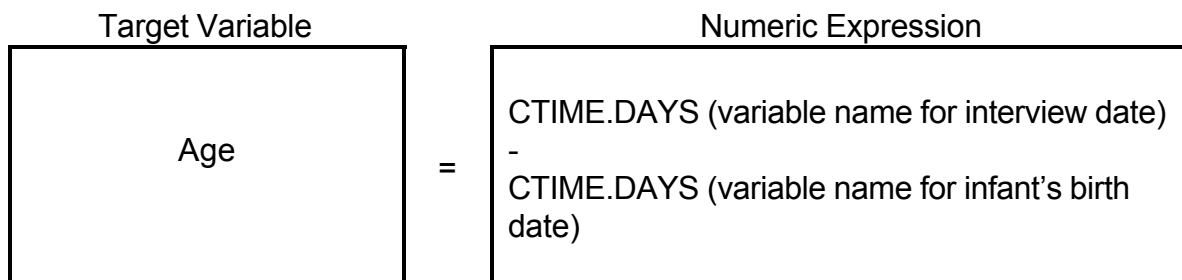 Target Variable
Numeric Expression
Age
=
CTIME.DAYS (variable name for interview date)
-
CTIME.DAYS (variable name for infant’s birth
date)